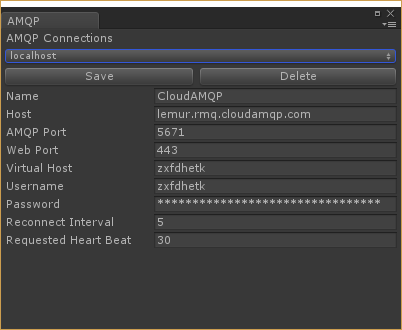 AMQP
AMQP Connections
localhost
Save Delete
Name CloudAMQP
Host lemur.rmq.cloudamqp.com
AMQP Port 5671
Web Port 443
Virtual Host zxfdhetk
Username zxfdhetk
Password ********************************
Reconnect Interval 5
Requested Heart Beat 30